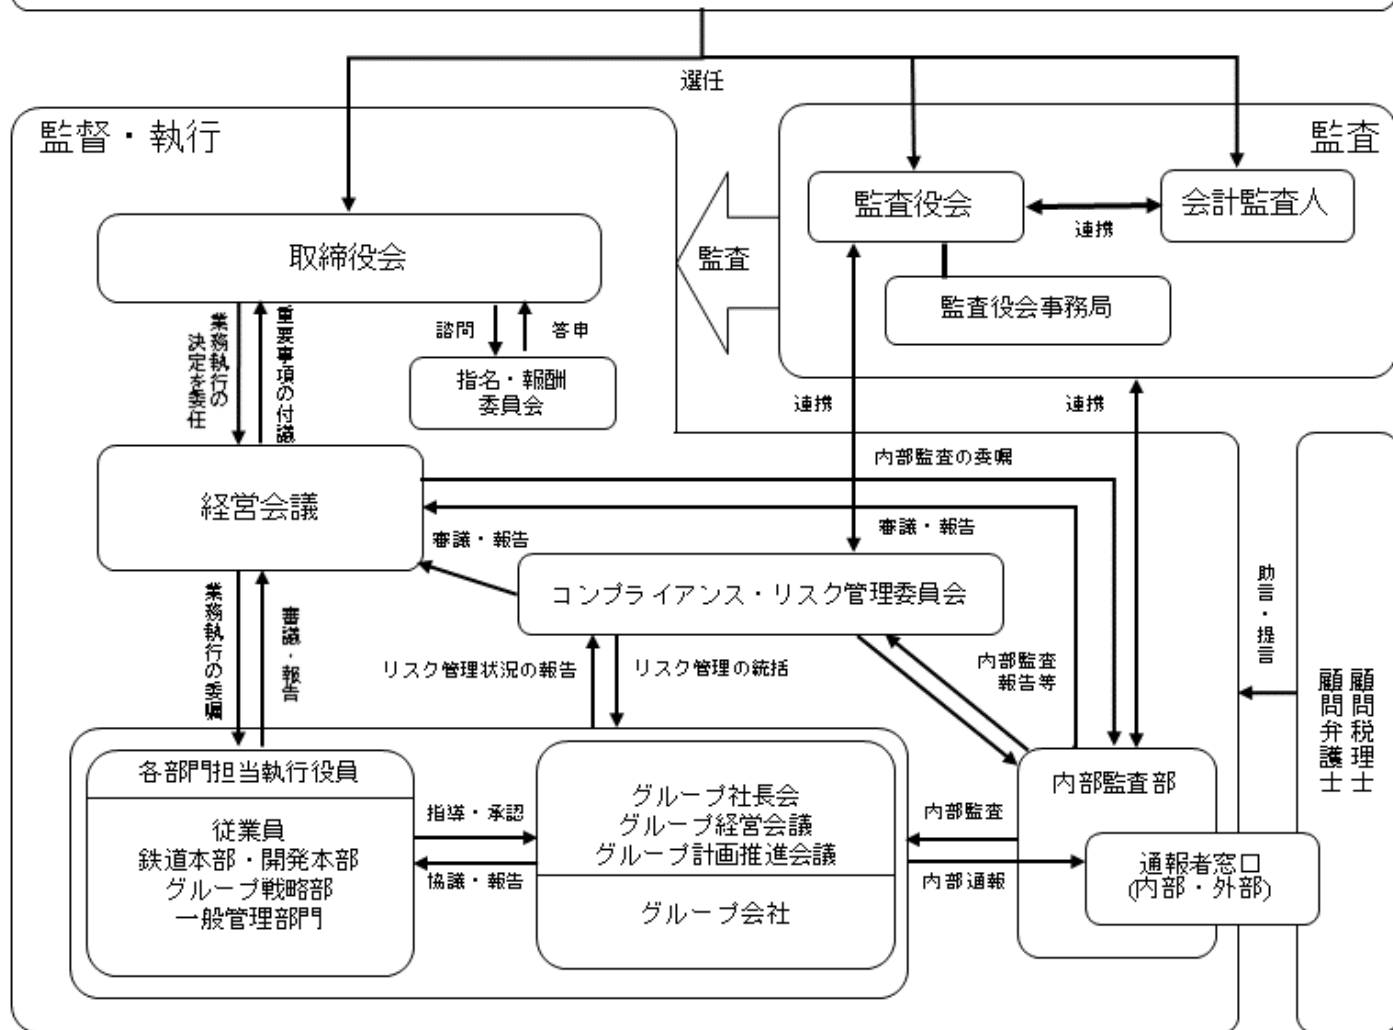 選任
監督・執行
監査
監査役会
会計監査人
連携
取締役会
監査
監査役会事務局
業務執行の
決定を委任
重要事項の付議
諮問
答申
指名・報酬
委員会
連携
連携
内部監査の委嘱
経営会議
審議・報告
審議・報告
コンプライアンス・リスク管理委員会
助言・提言
業務執行の委嘱
審議・報告
リスク管理状況の報告
リスク管理の統括
内部監査
報告等
顧問税理士
顧問弁護士
各部門担当執行役員
従業員
鉄道本部・開発本部
グループ戦略部
一般管理部門
指導・承認
協議・報告
グループ社長会
グループ経営会議
グループ計画推進会議
グループ会社
内部監査
内部通報
内部監査部
通報者窓口
(内部・外部)